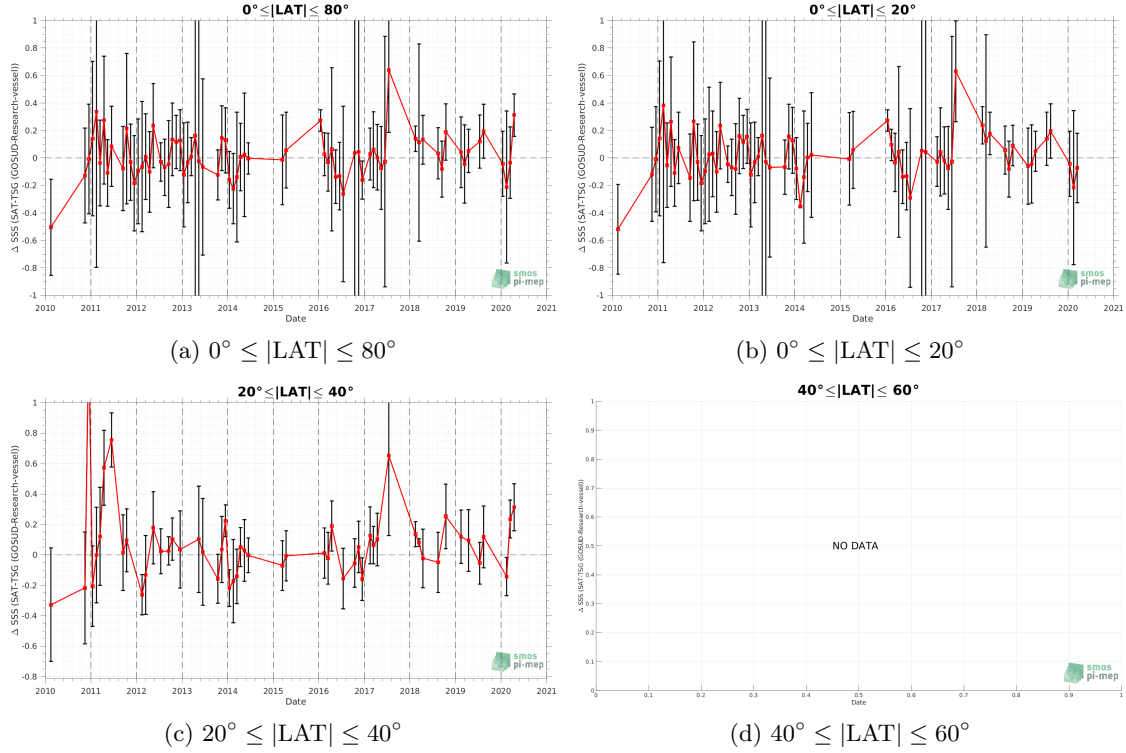 0°≤|LAT|≤ 80°
Δ SSS (SAT-TSG (GOSUD-Research-vessel))
1
0.8
0.6
0.4
0.2
0
-0.2
-0.4
-0.6
-0.8
-1
2010 2011 2012 2013 2014 2015 2016 2017 2018 2019 2020 2021
Date
smos
pi-mep
(a) 0° ≤ |LAT| ≤ 80°
0°≤|LAT|≤ 20°
Δ SSS (SAT-TSG (GOSUD-Research-vessel))
1
0.8
0.6
0.4
0.2
0
-0.2
-0.4
-0.6
-0.8
-1
2010 2011 2012 2013 2014 2015 2016 2017 2018 2019 2020 2021
Date
smos
pi-mep
(b) 0° ≤ |LAT| ≤ 20°
20°≤|LAT|≤ 40°
Δ SSS (SAT-TSG (GOSUD-Research-vessel))
1
0.8
0.6
0.4
0.2
0
-0.2
-0.4
-0.6
-0.8
2010 2011 2012 2013 2014 2015 2016 2017 2018 2019 2020 2021
Date
smos
pi-mep
(c) 20° ≤ |LAT| ≤ 40°
40°≤|LAT|≤ 60°
Δ SSS (SAT-TSG (GOSUD-Research-vessel))
1
0.9
0.8
0.7
0.6
0.5
0.4
0.3
0.2
0.1
0
NO DATA
0 0.1 0.2 0.3 0.4 0.5 0.6 0.7 0.8 0.9 1
Date
smos
pi-mep
(d) 40° ≤ |LAT| ≤ 60°